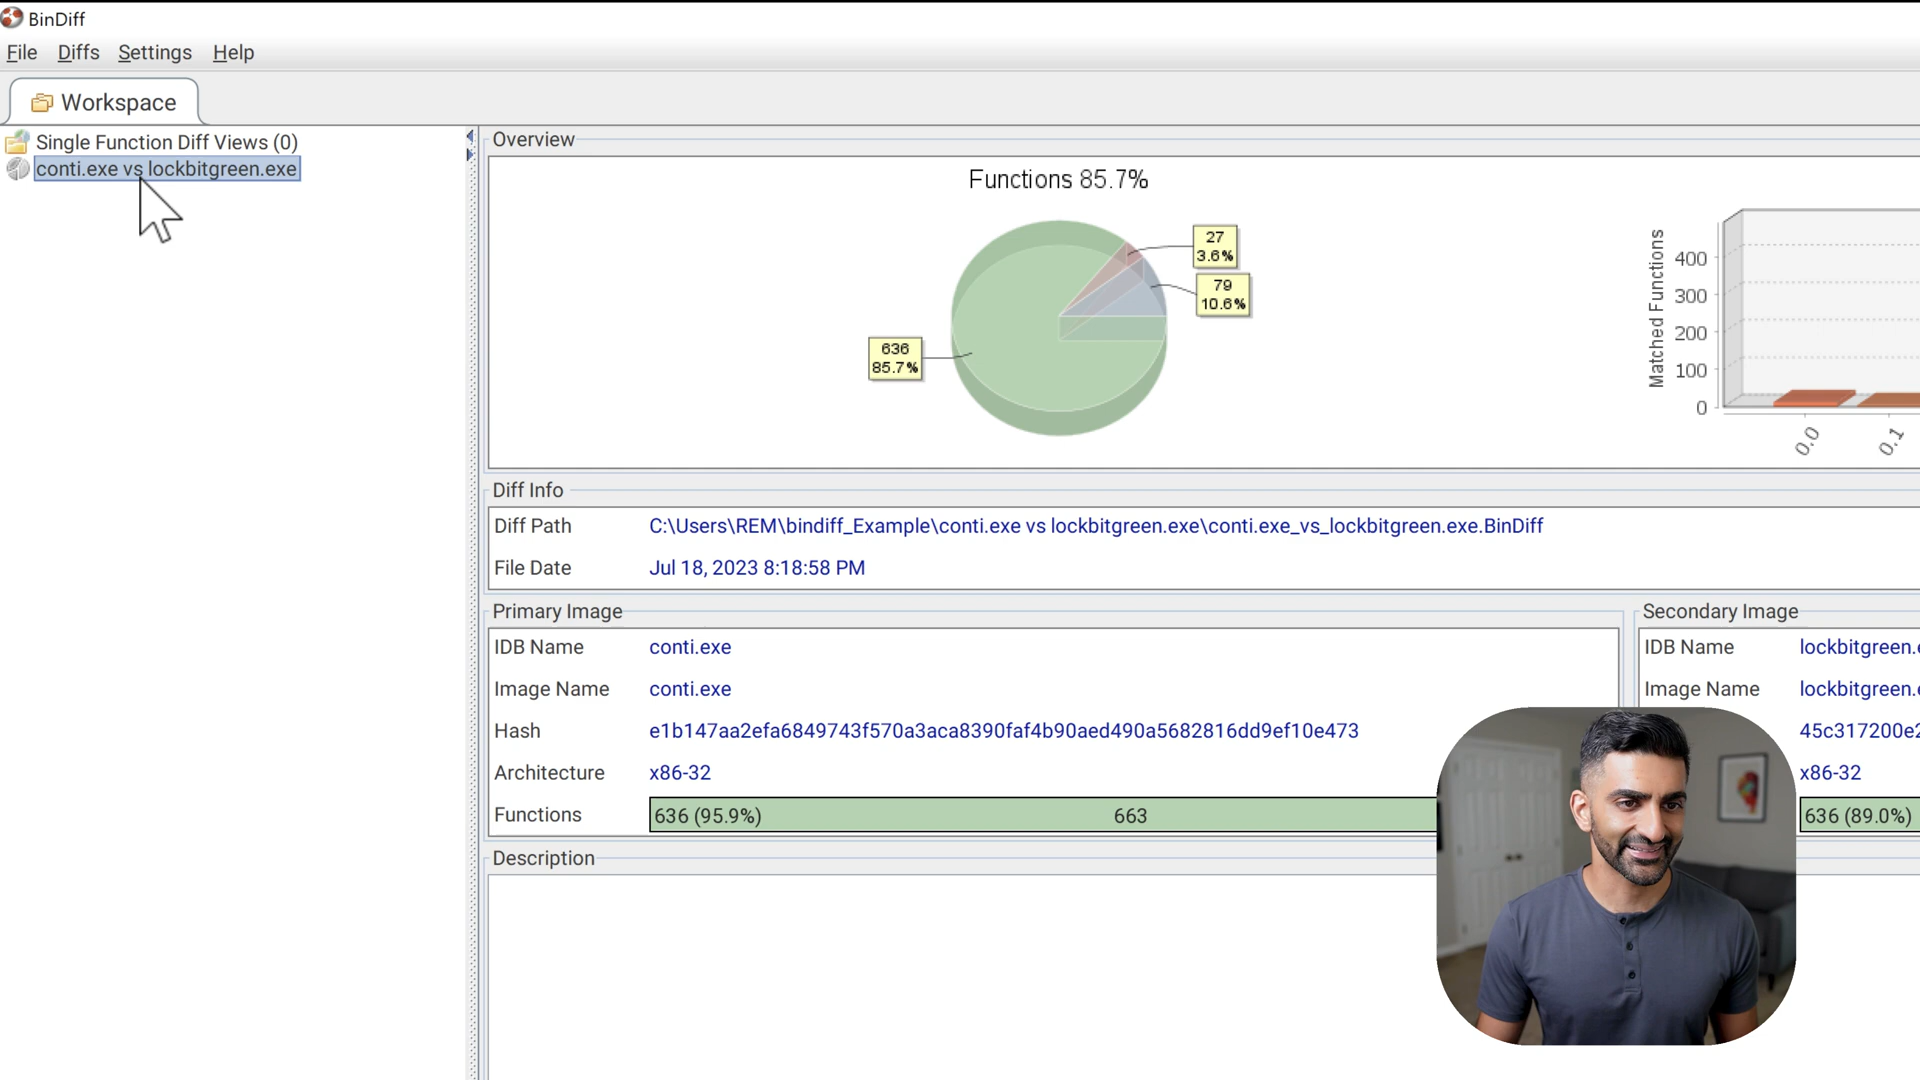 BinDiff
File Diffs Settings Help
Workspace
Single Function Diff Views (0)
conti.exe vs lockbitgreen.exe
Overview
Functions 85.7%
27
3.6%
79
10.6%
636
85.7%
Matched Functions
400
300
200
100
0
0.0
0.1
Diff Info
Diff Path C:\Users\REM\bindiff_Example\conti.exe vs lockbitgreen.exe\conti.exe_vs_lockbitgreen.exe.BinDiff
File Date Jul 18, 2023 8:18:58 PM
Primary Image
IDB Name conti.exe
Image Name conti.exe
Hash e1b147aa2efa6849743f570a3aca8390faf4b90aed490a5682816dd9ef10e473
Architecture x86-32
Functions 636 (95.9%) 663
Secondary Image
IDB Name lockbitgreen.
Image Name lockbitgreen.
45c317200e2
x86-32
636 (89.0%)
Description